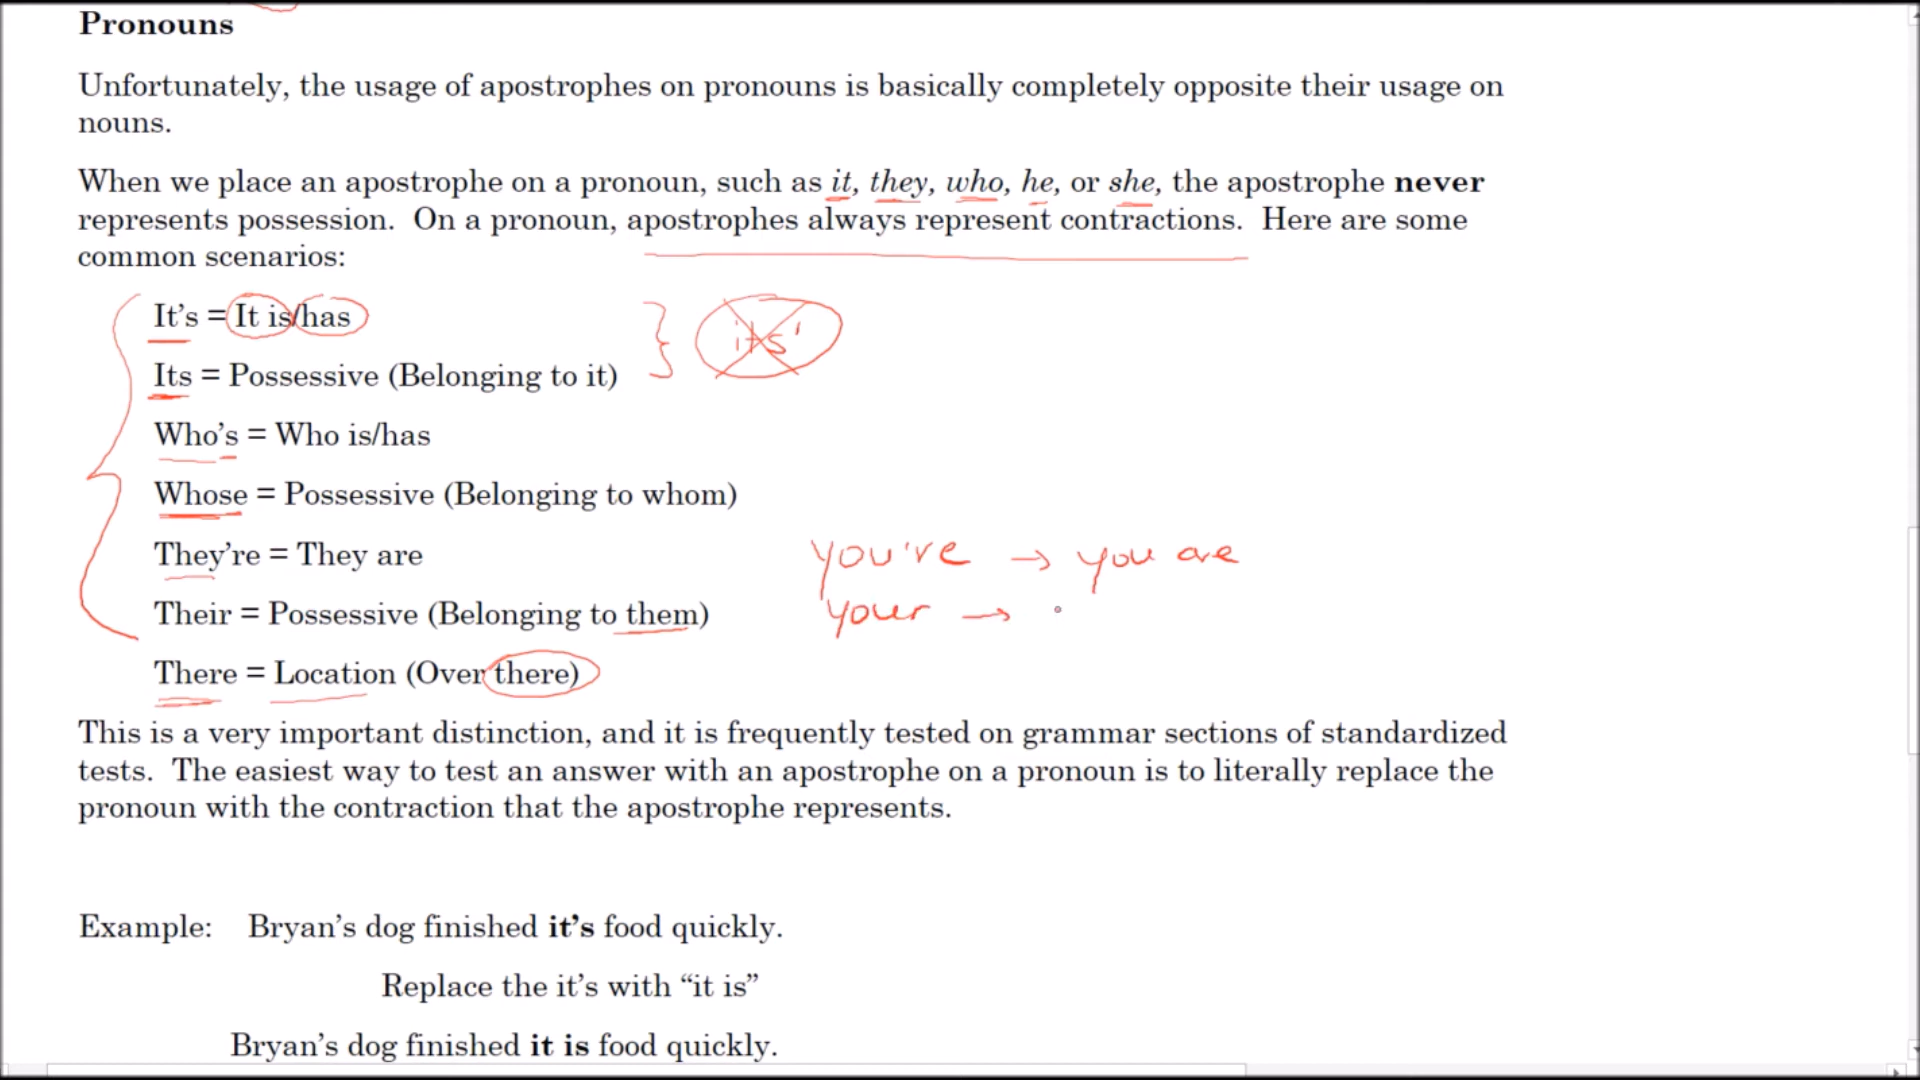 Pronouns
Unfortunately, the usage of apostrophes on pronouns is basically completely opposite their usage on
nouns.
When we place an apostrophe on a pronoun, such as it, they, who, he, or she, the apostrophe never
represents possession. On a pronoun, apostrophes always represent contractions. Here are some
common scenarios:
It’s = It is/has
its'
Its = Possessive (Belonging to it)
Who’s = Who is/has
Whose = Possessive (Belonging to whom)
They’re = They are
you're → you are
Their = Possessive (Belonging to them)
your →
There = Location (Over there)
This is a very important distinction, and it is frequently tested on grammar sections of standardized
tests. The easiest way to test an answer with an apostrophe on a pronoun is to literally replace the
pronoun with the contraction that the apostrophe represents.
Example: Bryan’s dog finished it’s food quickly.
Replace the it’s with “it is”
Bryan’s dog finished it is food quickly.